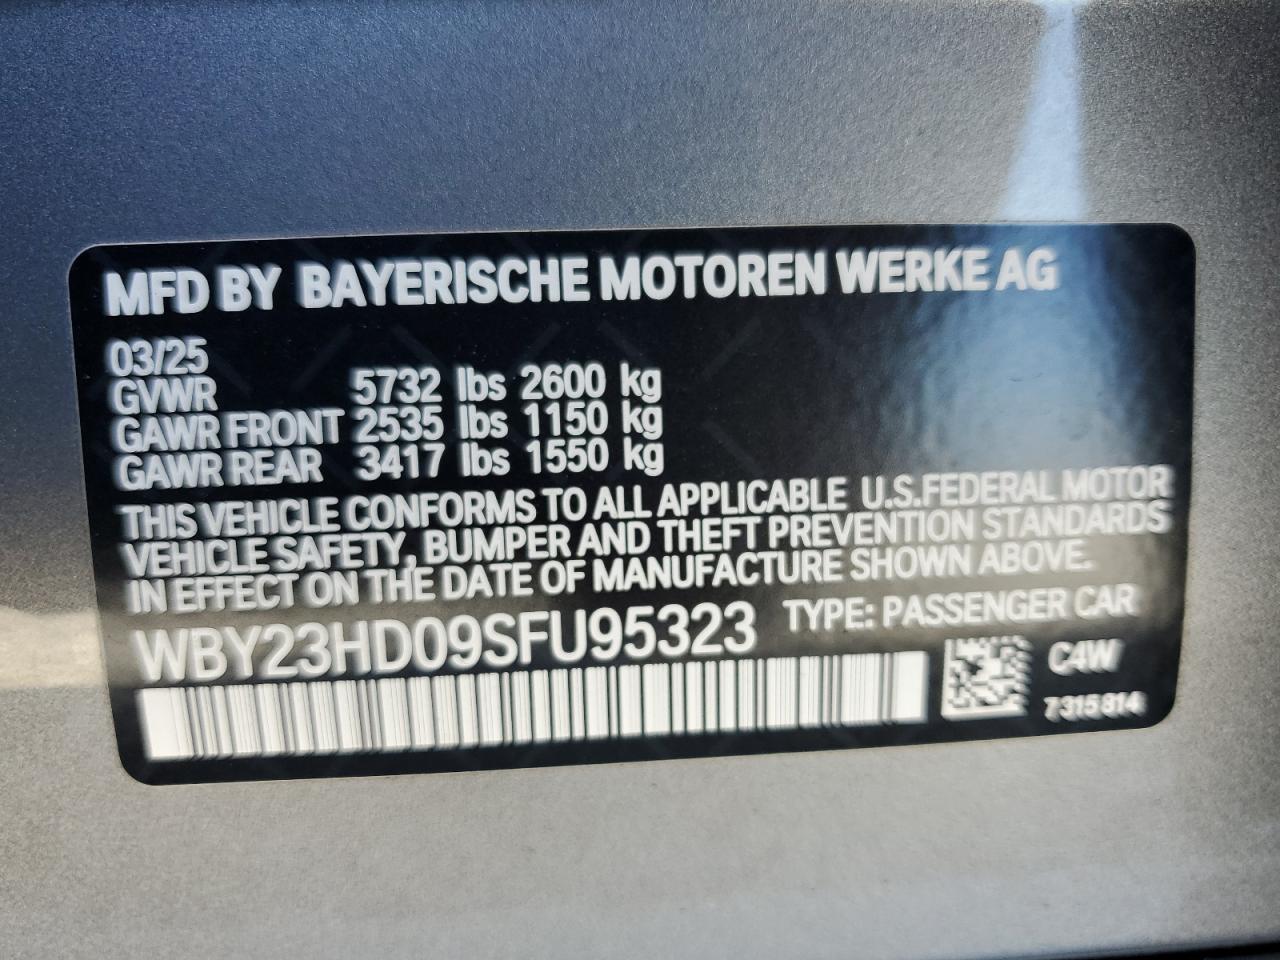 MFD BY BAYERISCHE MOTOREN WERKE AG
03/25
GVWR 5732 lbs 2600 kg
GAWR FRONT 2535 lbs 1150 kg
GAWR REAR 3417 lbs 1550 kg
THIS VEHICLE CONFORMS TO ALL APPLICABLE U.S.FEDERAL MOTOR
VEHICLE SAFETY, BUMPER AND THEFT PREVENTION STANDARDS
IN EFFECT ON THE DATE OF MANUFACTURE SHOWN ABOVE.
WBY23HD09SFU95323 TYPE: PASSENGER CAR
C4W
7315814